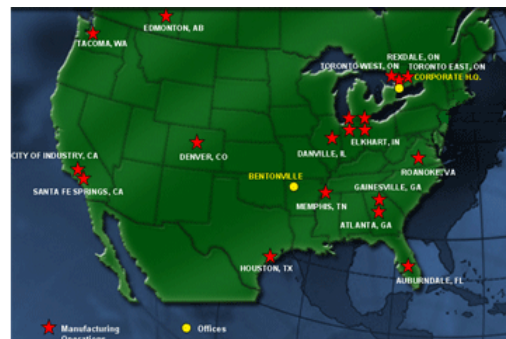 EDMONTON, AB
TACOMA, WA
REXDALE, ON
TORONTO WEST, ON
TORONTO EAST, ON
CORPORATE H.Q.
ELKHART, IN
DANVILLE, IL
DENVER, CO
CITY OF INDUSTRY, CA
SANTA FE SPRINGS, CA
BENTONVILLE
ROANOKE, VA
GAINESVILLE, GA
MEMPHIS, TN
ATLANTA, GA
HOUSTON, TX
AUBURNDALE, FL
Manufacturing
Operations
Offices